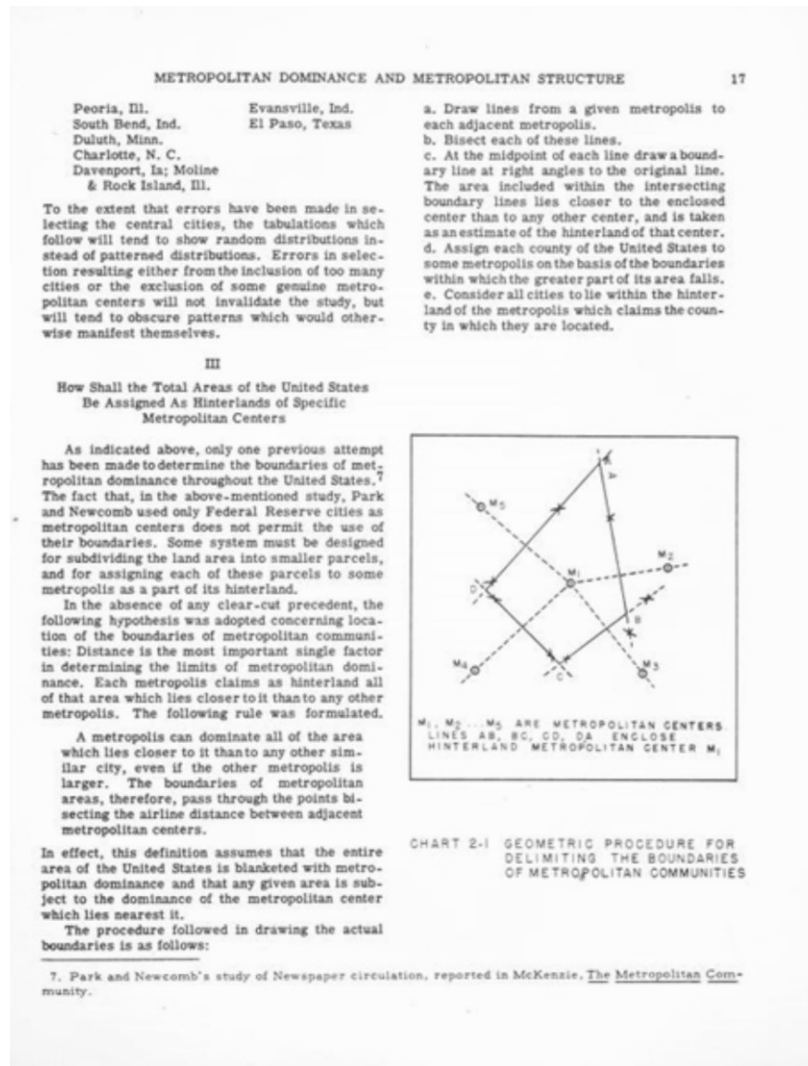 METROPOLITAN DOMINANCE AND METROPOLITAN STRUCTURE 17
Peoria, Ill. Evansville, Ind.
South Bend, Ind. El Paso, Texas
Duluth, Minn.
Charlotte, N. C.
Davenport, Ia; Moline
& Rock Island, Ill.
To the extent that errors have been made in se-
lecting the central cities, the tabulations which
follow will tend to show random distributions in-
stead of patterned distributions. Errors in selec-
tion resulting either from the inclusion of too many
cities or the exclusion of some genuine metro-
politan centers will not invalidate the study, but
will tend to obscure patterns which would other-
wise manifest themselves.
III
How Shall the Total Areas of the United States
Be Assigned As Hinterlands of Specific
Metropolitan Centers
As indicated above, only one previous attempt
has been made to determine the boundaries of met-
ropolitan dominance throughout the United States.7
The fact that, in the above-mentioned study, Park
and Newcomb used only Federal Reserve cities as
metropolitan centers does not permit the use of
their boundaries. Some system must be designed
for subdividing the land area into smaller parcels,
and for assigning each of these parcels to some
metropolis as a part of its hinterland.
In the absence of any clear-cut precedent, the
following hypothesis was adopted concerning loca-
tion of the boundaries of metropolitan communi-
ties: Distance is the most important single factor
in determining the limits of metropolitan domi-
nance. Each metropolis claims as hinterland all
of that area which lies closer to it than to any other
metropolis. The following rule was formulated.
A metropolis can dominate all of the area
which lies closer to it than to any other sim-
ilar city, even if the other metropolis is
larger. The boundaries of metropolitan
areas, therefore, pass through the points bi-
secting the airline distance between adjacent
metropolitan centers.
In effect, this definition assumes that the entire
area of the United States is blanketed with metro-
politan dominance and that any given area is sub-
ject to the dominance of the metropolitan center
which lies nearest it.
The procedure followed in drawing the actual
boundaries is as follows:
a. Draw lines from a given metropolis to
each adjacent metropolis.
b. Bisect each of these lines.
c. At the midpoint of each line draw a bound-
ary line at right angles to the original line.
The area included within the intersecting
boundary lines lies closer to the enclosed
center than to any other center, and is taken
as an estimate of the hinterland of that center.
d. Assign each county of the United States to
some metropolis on the basis of the boundaries
within which the greater part of its area falls.
e. Consider all cities to lie within the hinter-
land of the metropolis which claims the coun-
ty in which they are located.
A
M5
M2
M1
D
B
M4
M3
C
M1, M2 ... M5 ARE METROPOLITAN CENTERS
LINES AB, BC, CD, DA ENCLOSE
HINTERLAND METROPOLITAN CENTER M1
CHART 2-1 GEOMETRIC PROCEDURE FOR
DELIMITING THE BOUNDARIES
OF METROPOLITAN COMMUNITIES
7. Park and Newcomb's study of Newspaper circulation, reported in McKenzie, The Metropolitan Com-
munity.